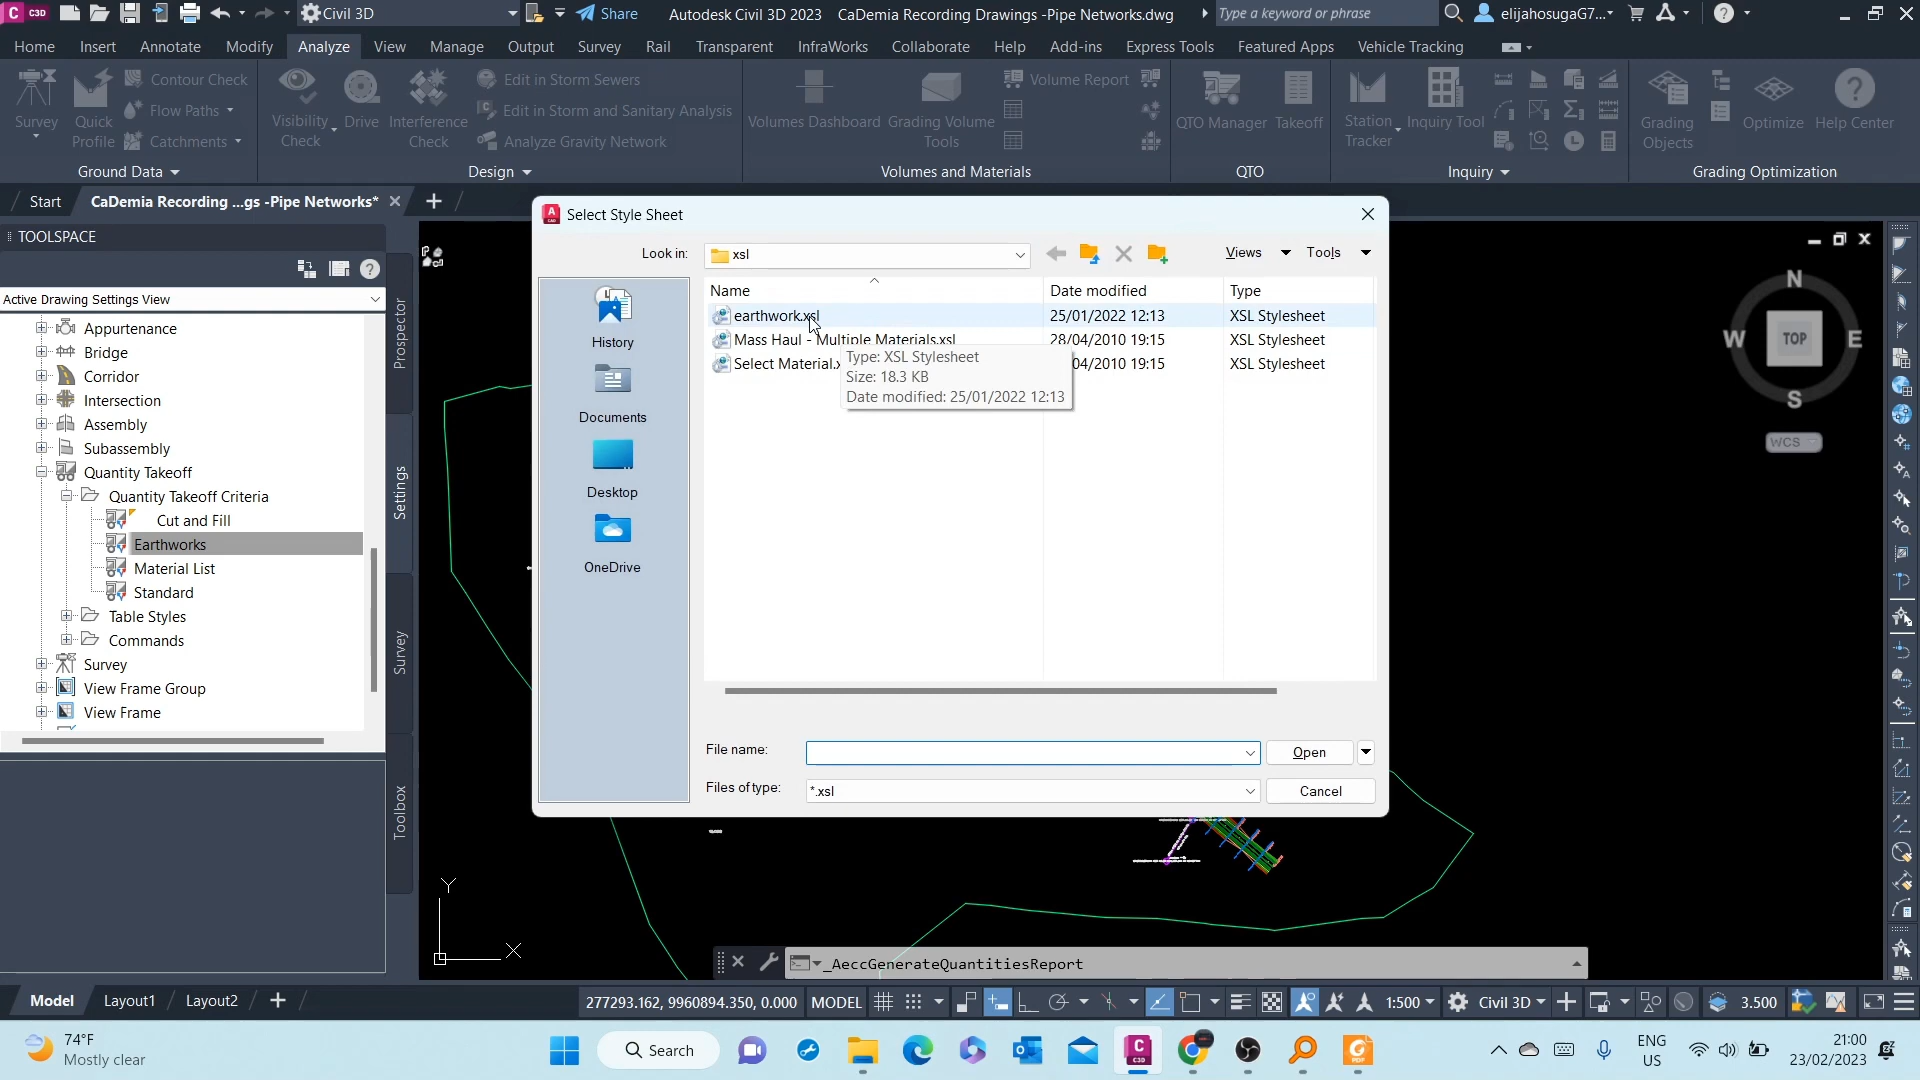 C3D
Civil 3D
Share
Autodesk Civil 3D 2023
CaDemia Recording Drawings -Pipe Networks.dwg
Type a keyword or phrase
elijahosugaG7...
Home
Insert
Annotate
Modify
Analyze
View
Manage
Output
Survey
Rail
Transparent
InfraWorks
Collaborate
Help
Add-ins
Express Tools
Featured Apps
Vehicle Tracking
Survey
Quick Profile
Contour Check
Flow Paths
Catchments
Ground Data
Visibility Check
Drive
Interference Check
Edit in Storm Sewers
Edit in Storm and Sanitary Analysis
Analyze Gravity Network
Design
Volumes Dashboard
Grading Volume Tools
Volume Report
Volumes and Materials
QTO Manager
Takeoff
QTO
Station Tracker
Inquiry Tool
Inquiry
Grading Objects
Optimize
Help Center
Grading Optimization
Start
CaDemia Recording ...gs -Pipe Networks*
TOOLSPACE
Active Drawing Settings View
Appurtenance
Bridge
Corridor
Intersection
Assembly
Subassembly
Quantity Takeoff
Quantity Takeoff Criteria
Cut and Fill
Earthworks
Material List
Standard
Table Styles
Commands
Survey
View Frame Group
View Frame
Prospector
Settings
Survey
Toolbox
Select Style Sheet
Look in:
xsl
Views
Tools
History
Documents
Desktop
OneDrive
Name
Date modified
Type
earthwork.xsl
25/01/2022 12:13
XSL Stylesheet
Mass Haul - Multiple Materials.xsl
28/04/2010 19:15
XSL Stylesheet
Select Material.x
04/2010 19:15
XSL Stylesheet
Type: XSL Stylesheet
Size: 18.3 KB
Date modified: 25/01/2022 12:13
File name:
Open
Files of type:
*.xsl
Cancel
N
W
TOP
E
S
WCS
Y
X
_AeccGenerateQuantitiesReport
Model
Layout1
Layout2
277293.162, 9960894.350, 0.000
MODEL
1:500
Civil 3D
3.500
74°F
Mostly clear
Search
ENG
US
21:00
23/02/2023